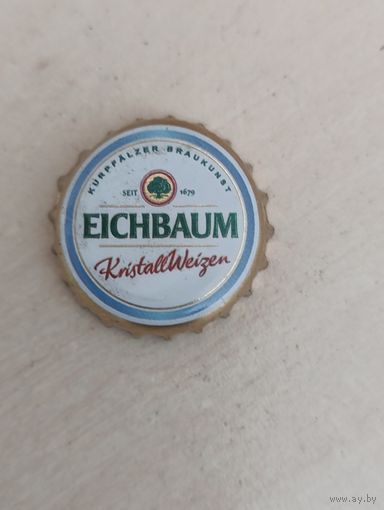 KURPFÄLZER BRAUKUNST
SEIT 1679
EICHBAUM
KristallWeizen
www.ay.by